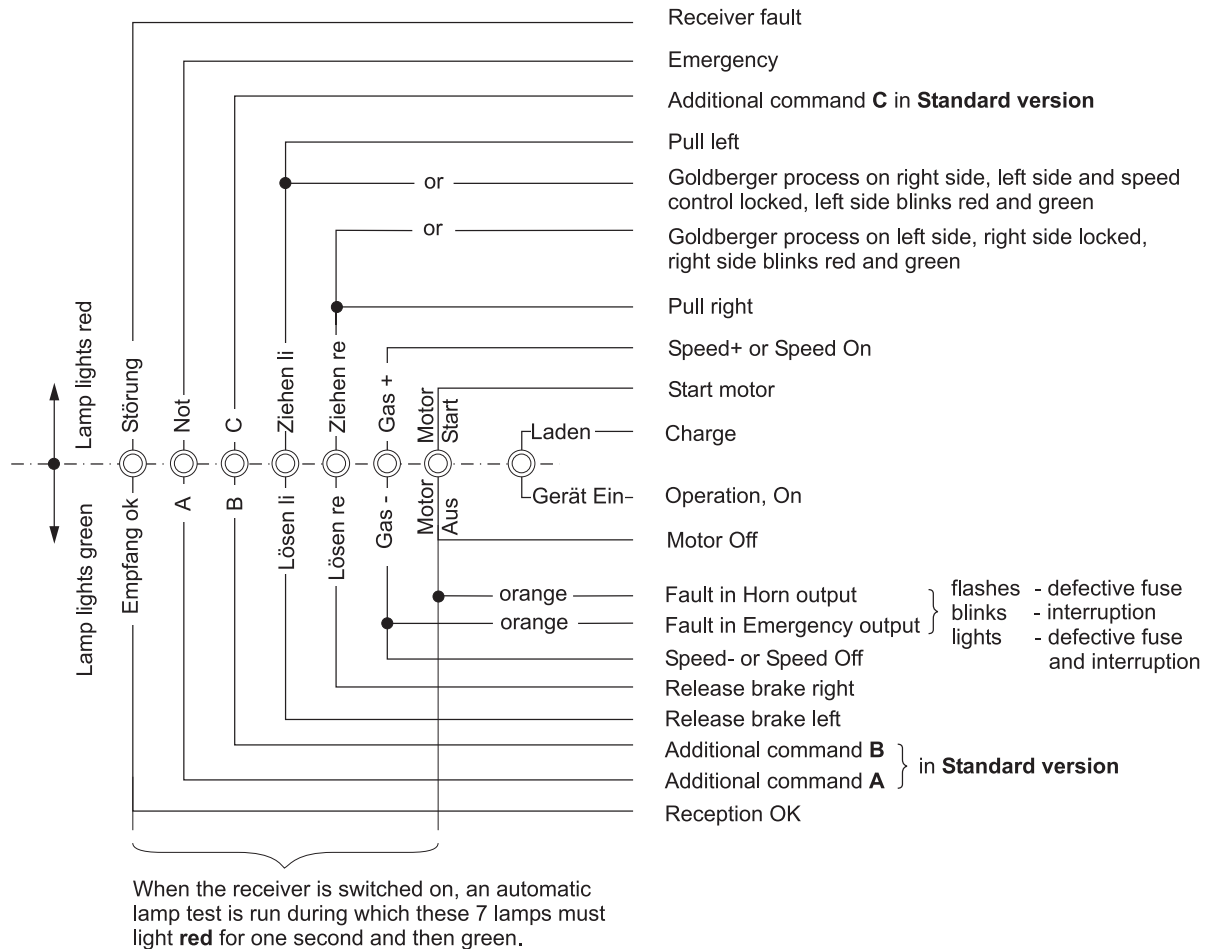 Receiver fault
Emergency
Additional command C in Standard version
Pull left
or
Goldberger process on right side, left side and speed
control locked, left side blinks red and green
or
Goldberger process on left side, right side locked,
right side blinks red and green
Pull right
Speed+ or Speed On
Start motor
Lamp lights red
Störung
Not
C
Ziehen li
Ziehen re
Gas +
Motor
Start
Laden
Charge
Lamp lights green
Empfang ok
A
B
Lösen li
Lösen re
Gas -
Motor
Aus
Gerät Ein
Operation, On
Motor Off
orange
Fault in Horn output
orange
Fault in Emergency output
flashes - defective fuse
blinks - interruption
lights - defective fuse
and interruption
Speed- or Speed Off
Release brake right
Release brake left
Additional command B
Additional command A
in Standard version
Reception OK
When the receiver is switched on, an automatic
lamp test is run during which these 7 lamps must
light red for one second and then green.